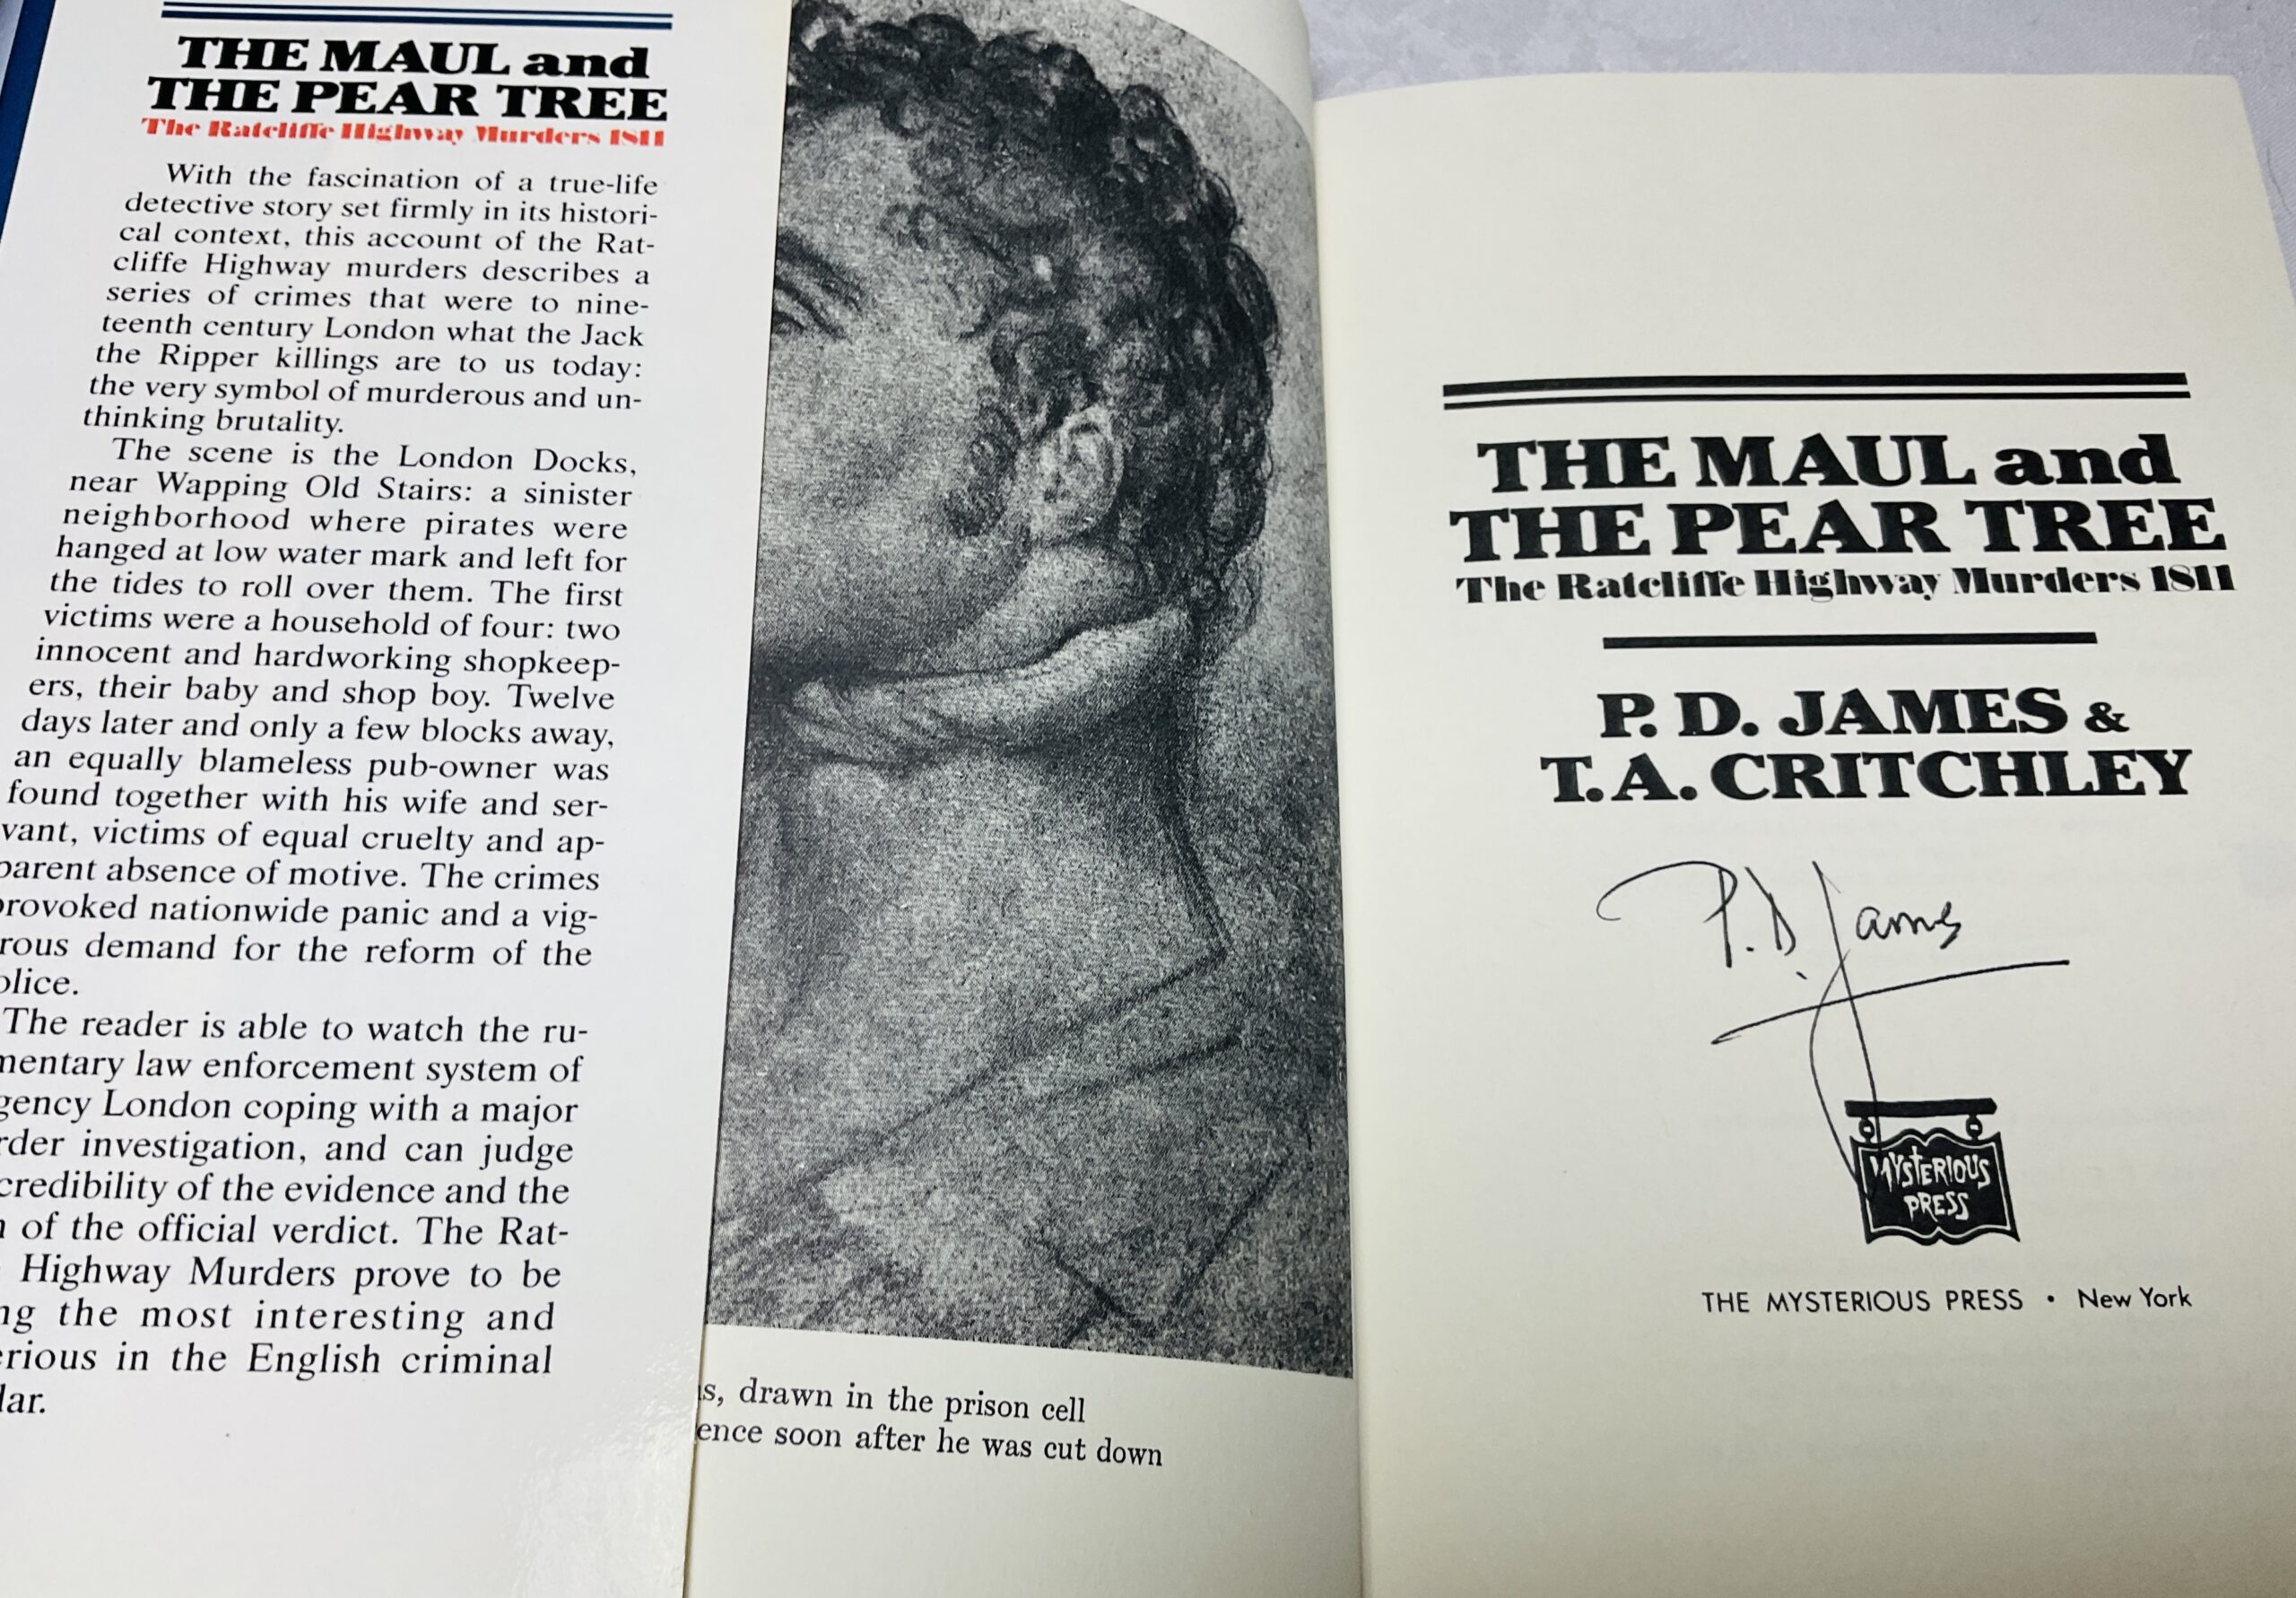 THE MAUL and
THE PEAR TREE
The Ratcliffe Highway Murders 1811
With the fascination of a true-life
detective story set firmly in its histori-
cal context, this account of the Rat-
cliffe Highway murders describes a
series of crimes that were to nine-
teenth century London what the Jack
the Ripper killings are to us today:
the very symbol of murderous and un-
thinking brutality.
The scene is the London Docks,
near Wapping Old Stairs: a sinister
neighborhood where pirates were
hanged at low water mark and left for
the tides to roll over them. The first
victims were a household of four: two
innocent and hardworking shopkeep-
ers, their baby and shop boy. Twelve
days later and only a few blocks away,
an equally blameless pub-owner was
found together with his wife and ser-
vant, victims of equal cruelty and ap-
parent absence of motive. The crimes
provoked nationwide panic and a vig-
rous demand for the reform of the
olice.
The reader is able to watch the ru-
mentary law enforcement system of
gency London coping with a major
rder investigation, and can judge
credibility of the evidence and the
of the official verdict. The Rat-
Highway Murders prove to be
ng the most interesting and
erious in the English criminal
lar.
s, drawn in the prison cell
ence soon after he was cut down
THE MAUL and
THE PEAR TREE
The Ratcliffe Highway Murders 1811
P. D. JAMES &
T. A. CRITCHLEY
P. D. James
MYSTERIOUS
PRESS
THE MYSTERIOUS PRESS • New York